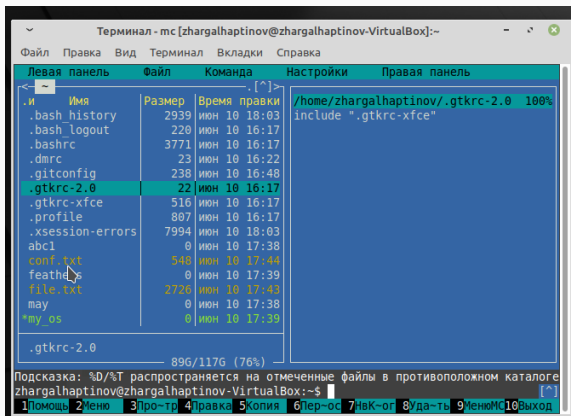 Терминал - mc [zhargalhaptinov@zhargalhaptinov-VirtualBox]:~
Файл Правка Вид Терминал Вкладки Справка
Левая панель Файл Команда Настройки Правая панель
<- ~ .[^]>
.и Имя Размер Время правки
.bash_history 2939 июн 10 18:03
.bash_logout 220 июн 10 16:17
.bashrc 3771 июн 10 16:17
.dmrc 23 июн 10 16:22
.gitconfig 238 июн 10 16:48
.gtkrc-2.0 22 июн 10 16:17
.gtkrc-xfce 516 июн 10 16:17
.profile 807 июн 10 16:17
.xsession-errors 7994 июн 10 18:03
abc1 0 июн 10 17:38
conf.txt 548 июн 10 17:44
feathers 0 июн 10 17:39
file.txt 2726 июн 10 17:43
may 0 июн 10 17:38
*my_os 0 июн 10 17:39
.gtkrc-2.0
89G/117G (76%)
/home/zhargalhaptinov/.gtkrc-2.0 100%
include ".gtkrc-xfce"
Подсказка: %D/%T распространяется на отмеченные файлы в противоположном каталоге
zhargalhaptinov@zhargalhaptinov-VirtualBox:~$ [^]
1Помощь 2Меню 3Про~тр 4Правка 5Копия 6Пер~ос 7НвК~ог 8Уда~ть 9МенюMC 10Выход